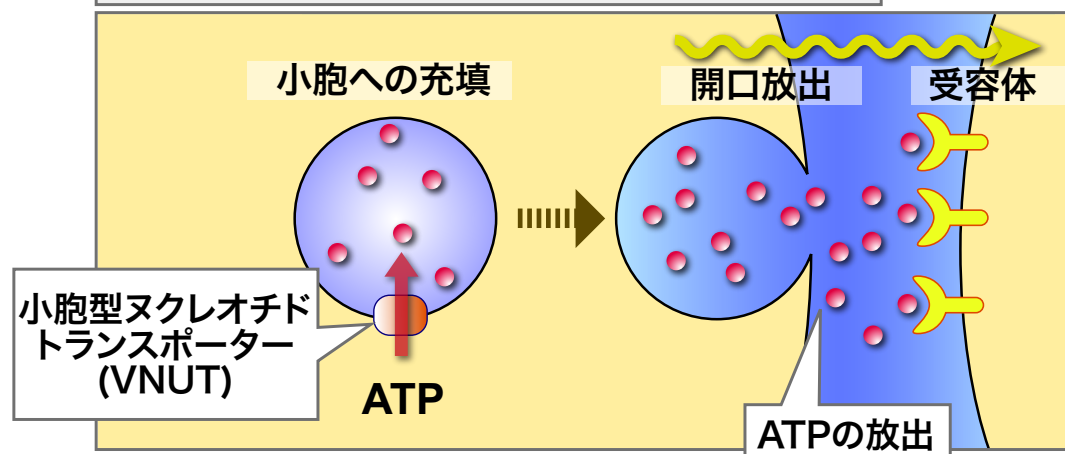 小胞への充填
開口放出
受容体
小胞型ヌクレオチド
トランスポーター
(VNUT)
ATP
ATPの放出